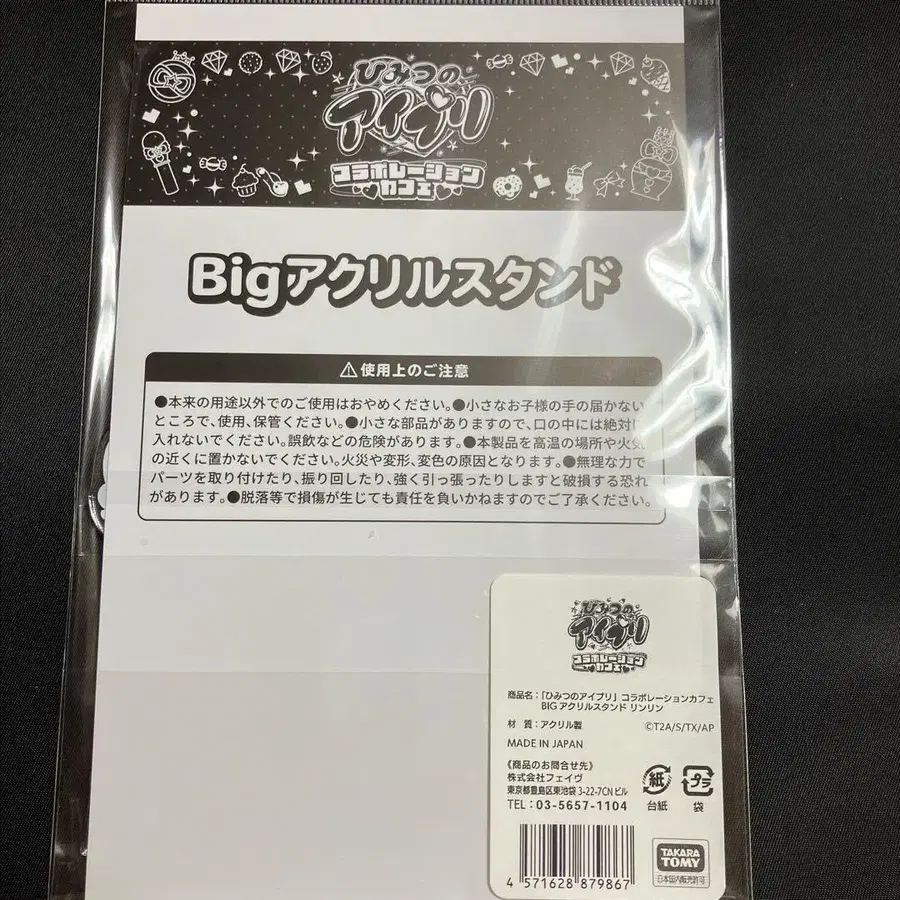 ひみつの
アイプリ
コラボレーション
カフェ
Bigアクリルスタンド
⚠使用上のご注意
●本来の用途以外でのご使用はおやめください。●小さなお子様の手の届かない
ところで、使用、保管ください。●小さな部品がありますので、口の中には絶対に
入れないでください。誤飲などの危険があります。●本製品を高温の場所や火気
の近くに置かないでください。火災や変形、変色の原因となります。●無理な力で
パーツを取り付けたり、振り回したり、強く引っ張ったりしますと破損する恐れ
があります。●脱落等で損傷が生じても責任を負いかねますのでご了承ください。
ひみつの
アイプリ
コラボレーション
カフェ
商品名：「ひみつのアイプリ」コラボレーションカフェ
BIG アクリルスタンド リンリン
材 質：アクリル製 ©T2A/S/TX/AP
MADE IN JAPAN
《商品のお問合せ先》
株式会社フェイヴ
東京都豊島区東池袋 3-22-7CN ビル
TEL：03-5657-1104
紙 プラ
台紙 袋
4 571628 879867
TAKARA
TOMY
日本国内販売許可